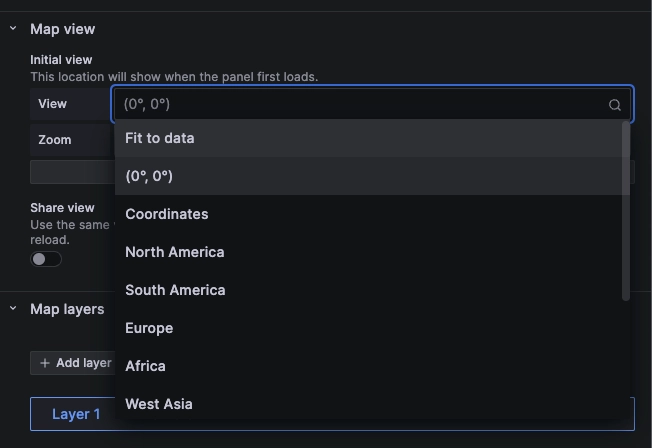 Map view
Initial view
This location will show when the panel first loads.
View
(0°, 0°)
Zoom
Fit to data
(0°, 0°)
Coordinates
North America
South America
Europe
Africa
West Asia
Share view
Use the same
reload.
Map layers
+ Add layer
Layer 1